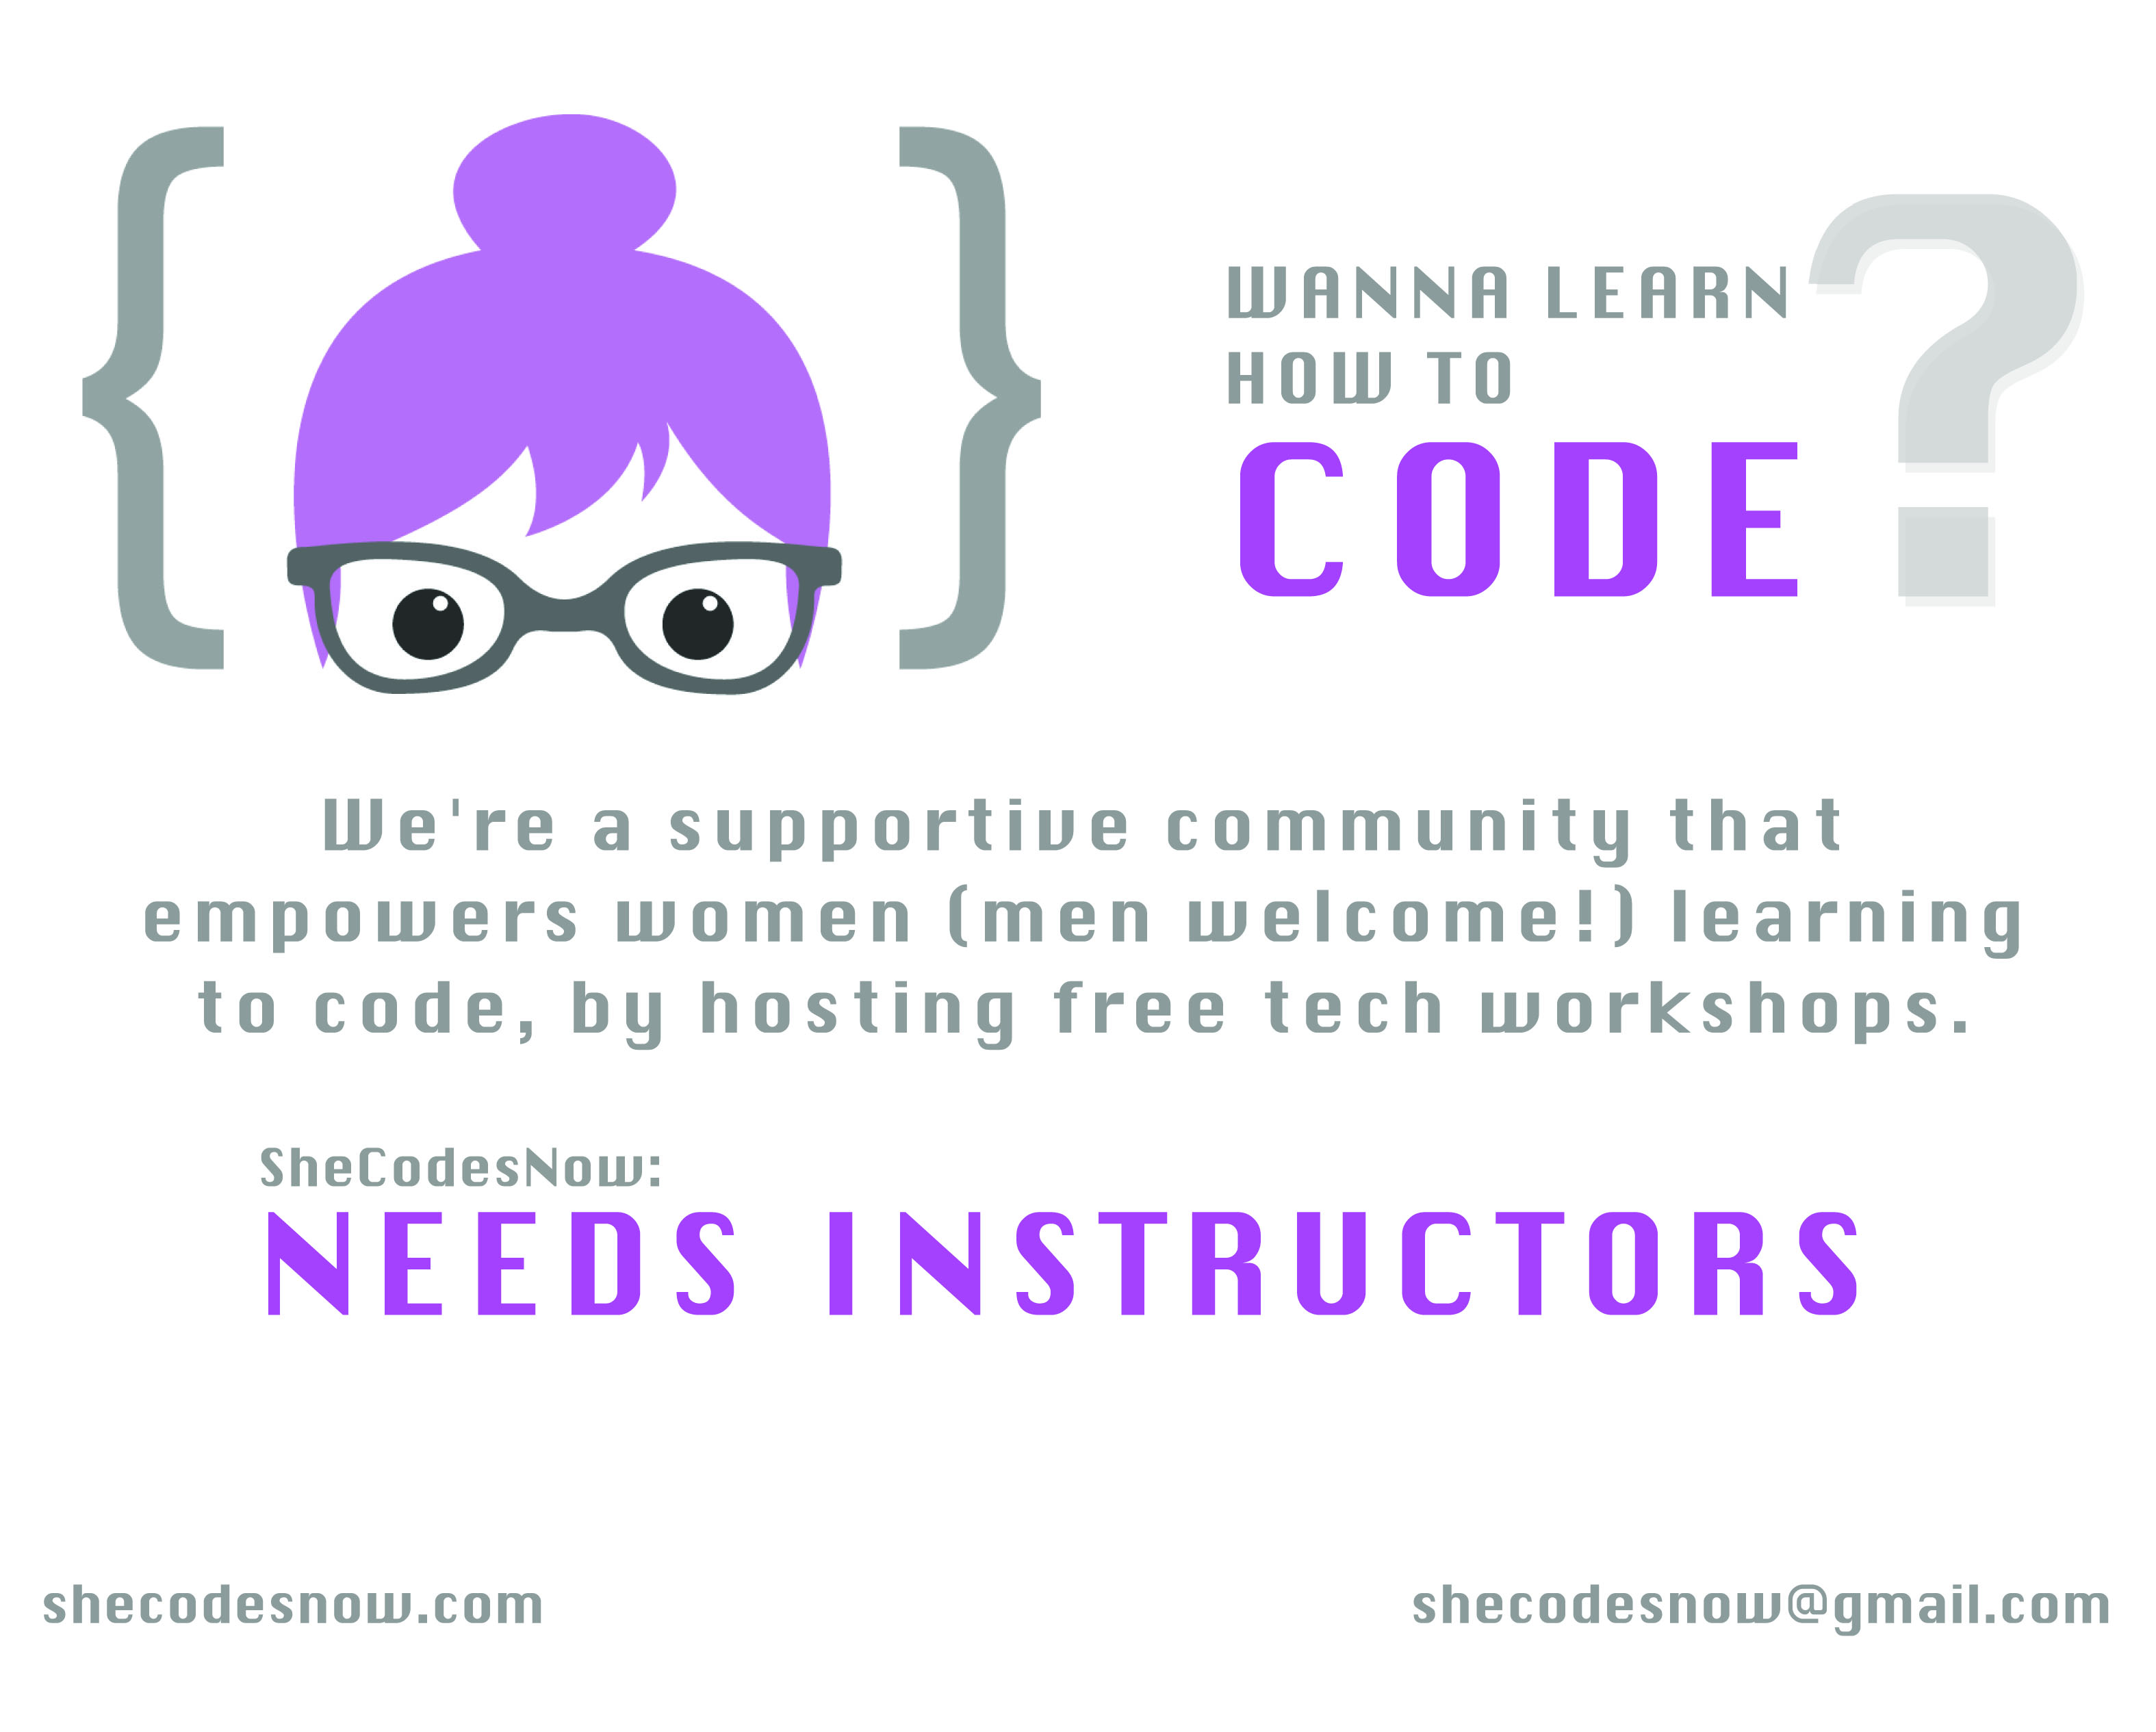 { }
WANNA LEARN
HOW TO
CODE?
We're a supportive community that
empowers women (men welcome!) learning
to code, by hosting free tech workshops.
SheCodesNow:
NEEDS INSTRUCTORS
shecodesnow.com
shecodesnow@gmail.com